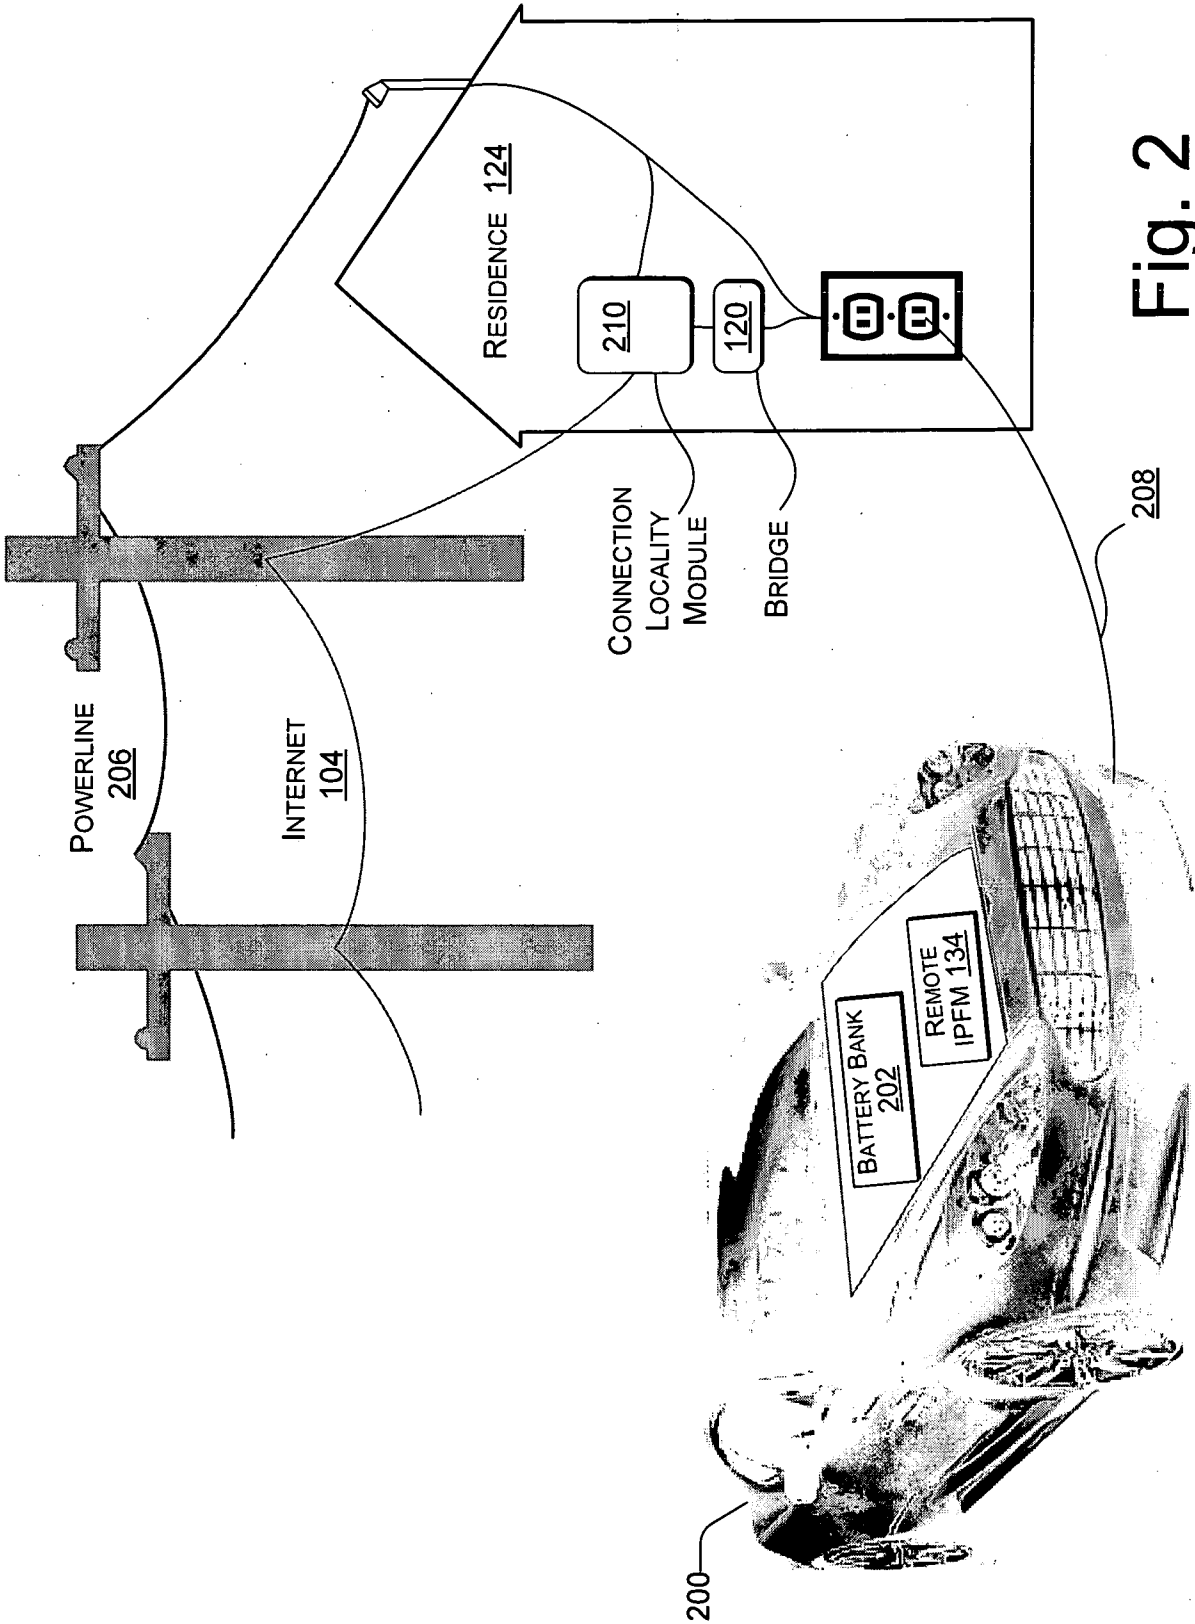 POWERLINE
206
INTERNET
104
RESIDENCE 124
210
120
CONNECTION
LOCALITY
MODULE
BRIDGE
208
BATTERY BANK
202
REMOTE
IPFM 134
200
Fig. 2